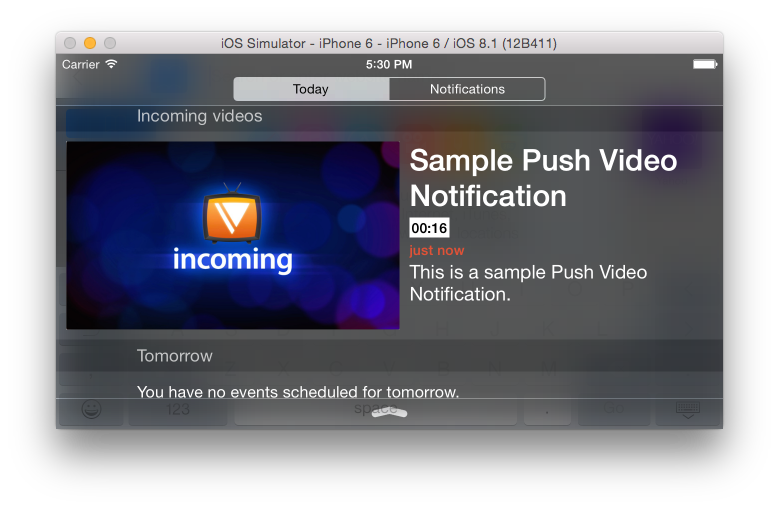 iOS Simulator - iPhone 6 - iPhone 6 / iOS 8.1 (12B411)
Carrier
5:30 PM
Today
Notifications
Incoming videos
incoming
Sample Push Video
Notification
00:16
just now
This is a sample Push Video
Notification.
Tomorrow
You have no events scheduled for tomorrow.
123
space
.
Go